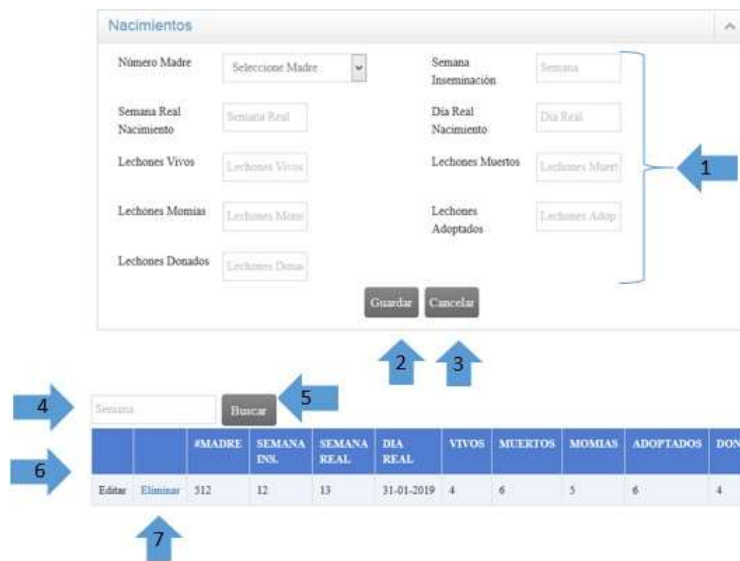 Nacimientos
Número Madre
Seleccione Madre
Semana
Inseminación
Semana
Semana Real
Nacimiento
Semana Real
Dia Real
Nacimiento
Dia Real
Lechones Vivos
Lechones Vivos
Lechones Muertos
Lechones Muert
1
Lechones Momias
Lechones Momi
Lechones
Adoptados
Lechones Adop
Lechones Donados
Lechones Dona
Guardar
Cancelar
2
3
4
Semana
Buscar
5
6
#MADRE
SEMANA
INS.
SEMANA
REAL
DIA
REAL
VIVOS
MUERTOS
MOMIAS
ADOPTADOS
DON
Editar
Eliminar
512
12
13
31-01-2019
4
6
5
6
4
7